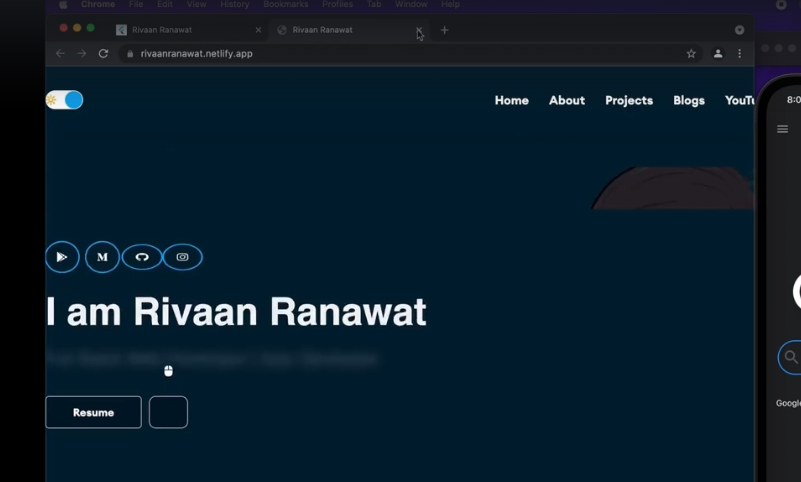 Chrome File Edit View History Bookmarks Profiles Tab Window Help
Rivaan Ranawat Rivaan Ranawat
rivaanranawat.netlify.app
8:0
Home About Projects Blogs YouTu
M
I am Rivaan Ranawat
Resume
Google